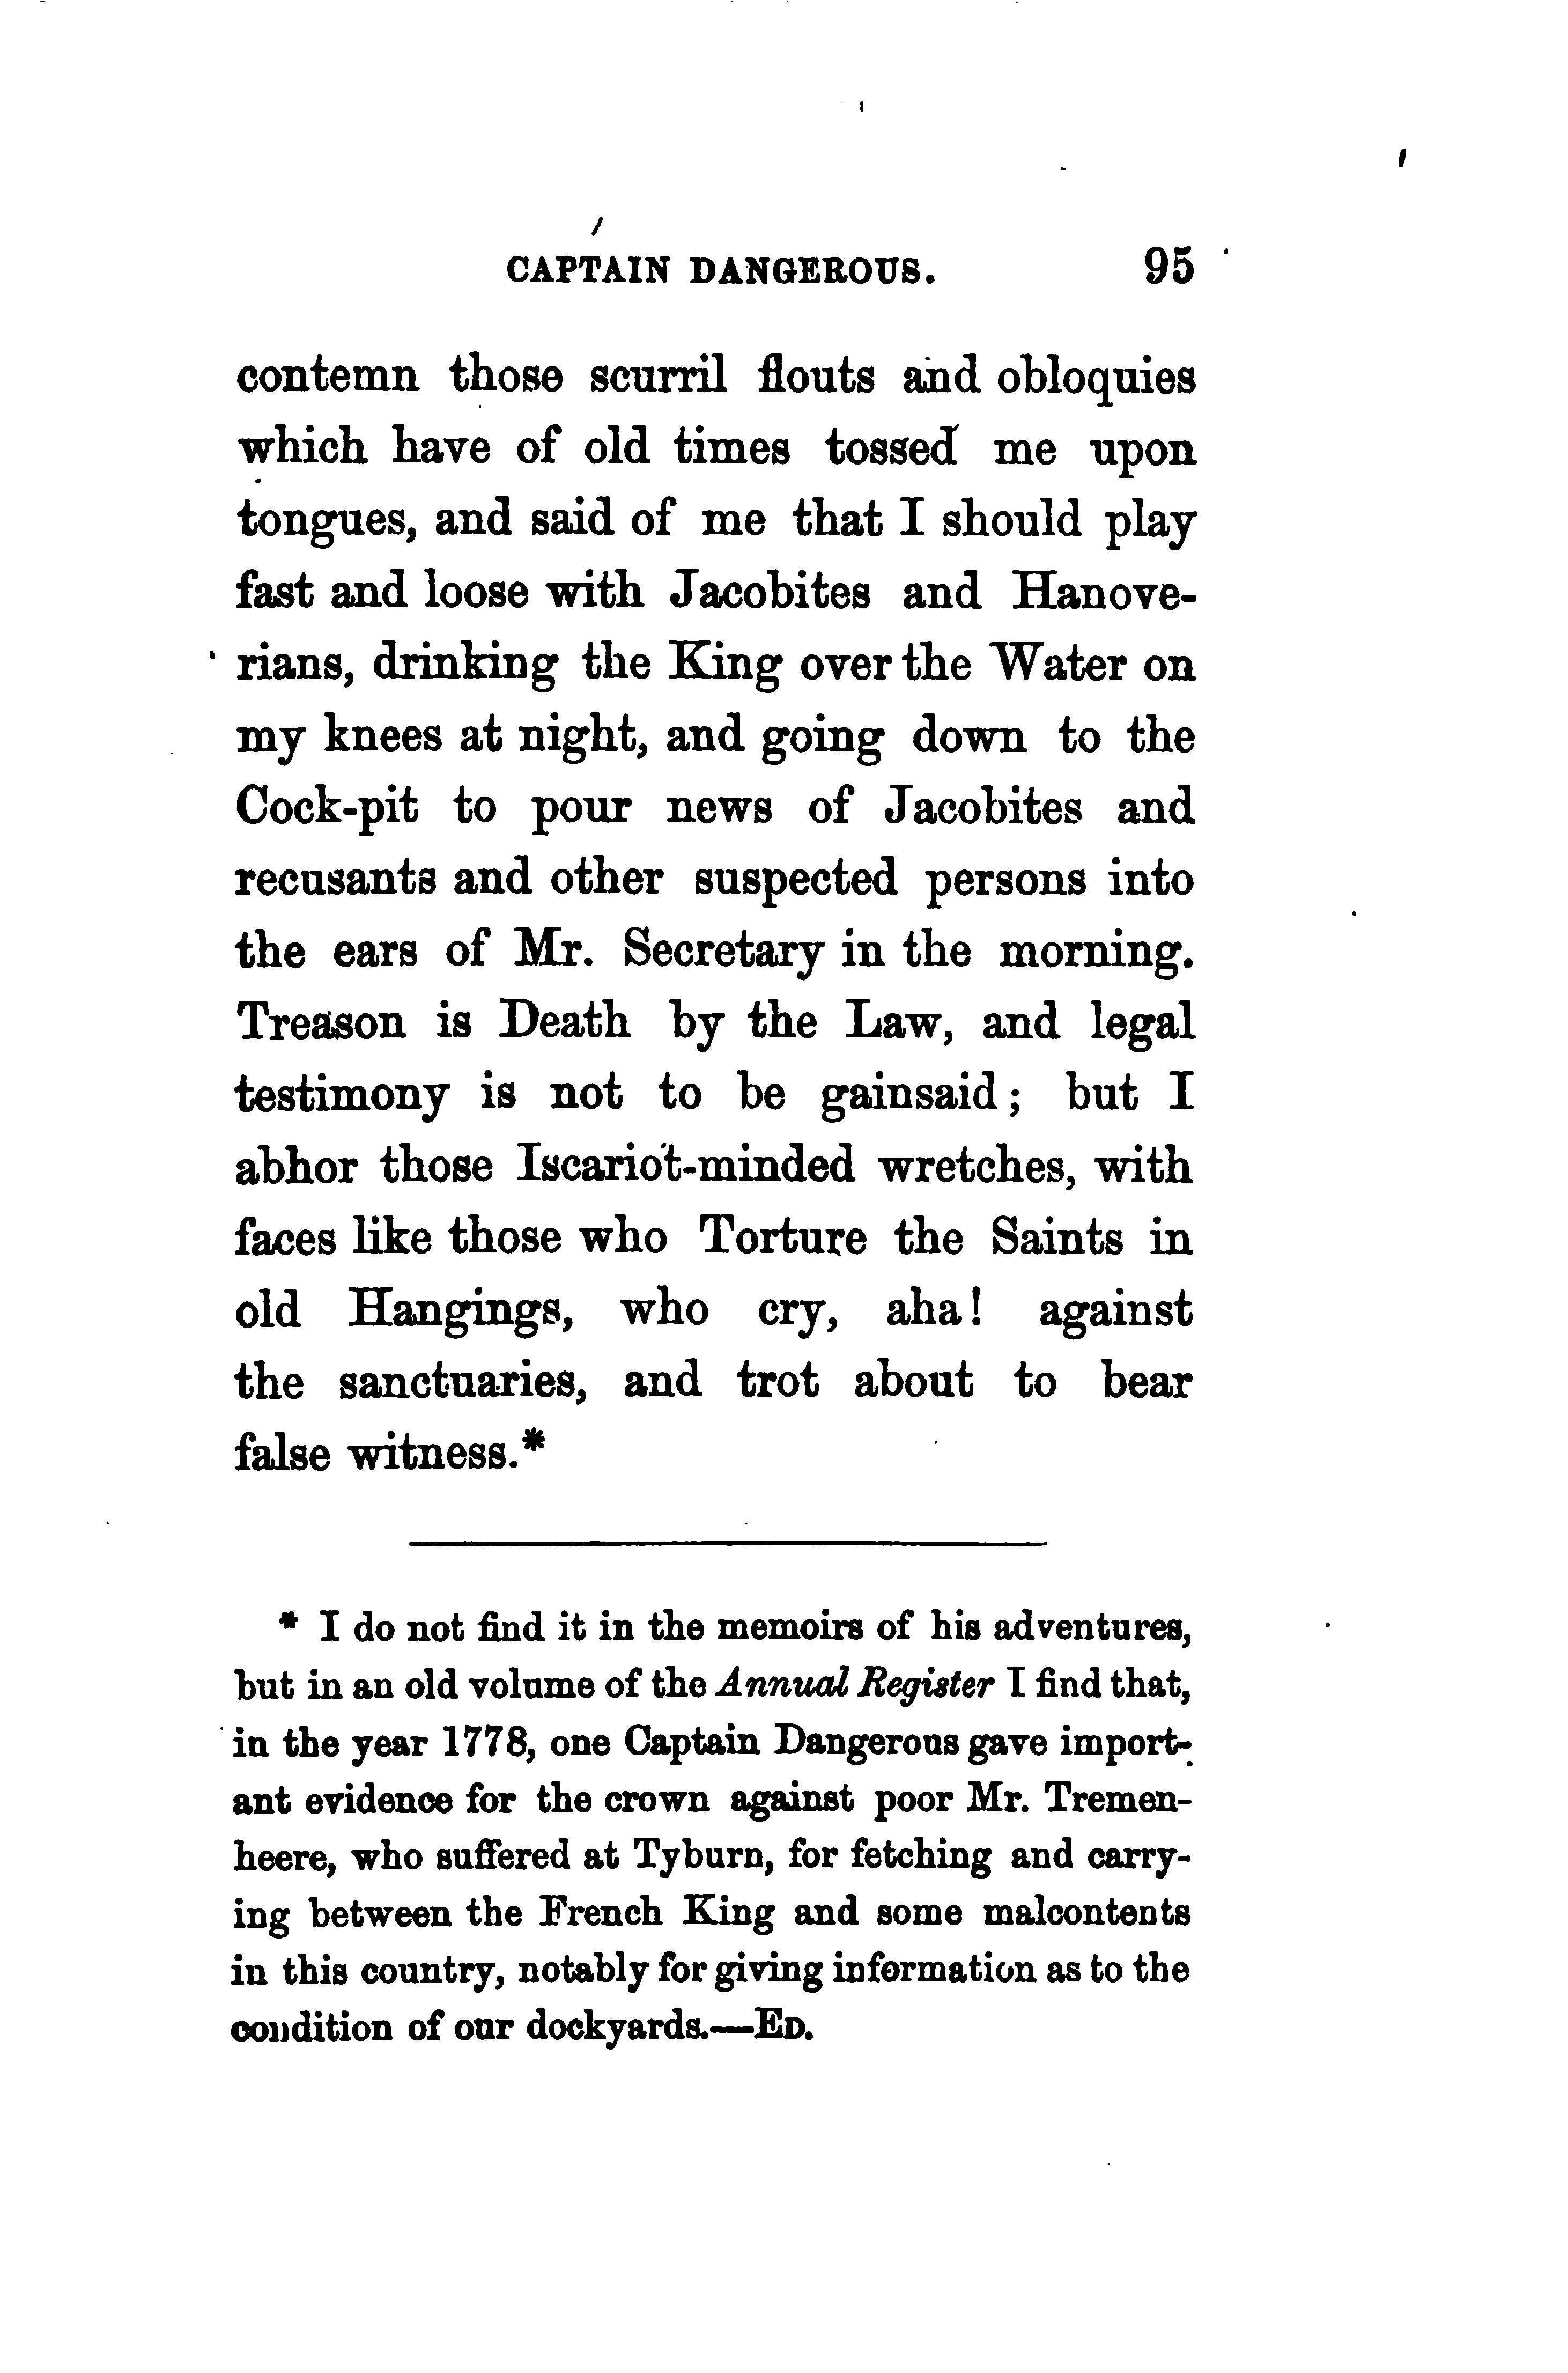 CAPTAIN DANGEROUS. 95
contemn those scurril flouts and obloquies
which have of old times tossed me upon
tongues, and said of me that I should play
fast and loose with Jacobites and Hanove-
rians, drinking the King over the Water on
my knees at night, and going down to the
Cock-pit to pour news of Jacobites and
recusants and other suspected persons into
the ears of Mr. Secretary in the morning.
Treason is Death by the Law, and legal
testimony is not to be gainsaid; but I
abhor those Iscariot-minded wretches, with
faces like those who Torture the Saints in
old Hangings, who cry, aha! against
the sanctuaries, and trot about to bear
false witness.*
* I do not find it in the memoirs of his adventures,
but in an old volume of the Annual Register I find that,
in the year 1778, one Captain Dangerous gave import-
ant evidence for the crown against poor Mr. Tremen-
heere, who suffered at Tyburn, for fetching and carry-
ing between the French King and some malcontents
in this country, notably for giving information as to the
condition of our dockyards.—ED.